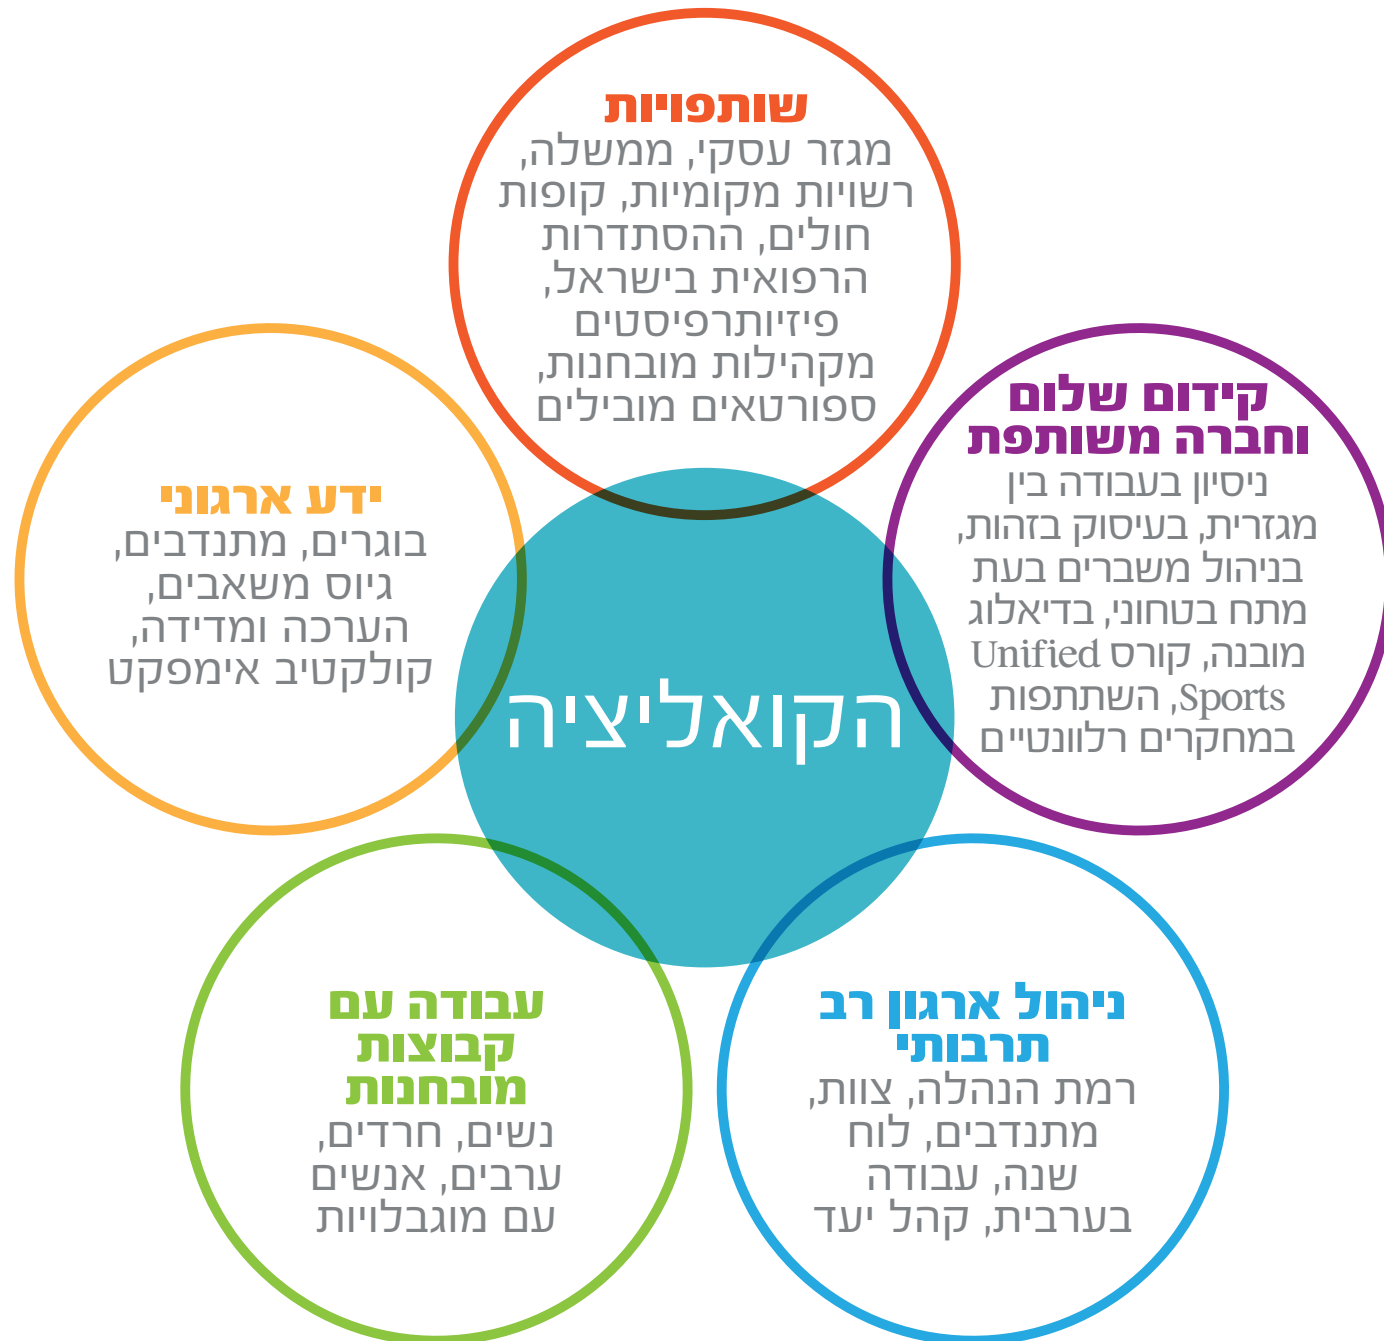 שותפויות
מגזר עסקי, ממשלה,
רשויות מקומיות, קופות
חולים, ההסתדרות
הרפואית בישראל,
פיזיותרפיסטים
מקהילות מובחנות,
ספורטאים מובילים
קידום שלום
וחברה משותפת
ניסיון בעבודה בין
מגזרית, בעיסוק בזהות,
בניהול משברים בעת
מתח בטחוני, בדיאלוג
מובנה, קורס Unified
Sports, השתתפות
במחקרים רלוונטיים
ידע ארגוני
בוגרים, מתנדבים,
גיוס משאבים,
הערכה ומדידה,
קולקטיב אימפקט
הקואליציה
ניהול ארגון רב
תרבותי
רמת הנהלה, צוות,
מתנדבים, לוח
שנה, עבודה
בערבית, קהל יעד
עבודה עם
קבוצות
מובחנות
נשים, חרדים,
ערבים, אנשים
עם מוגבלויות